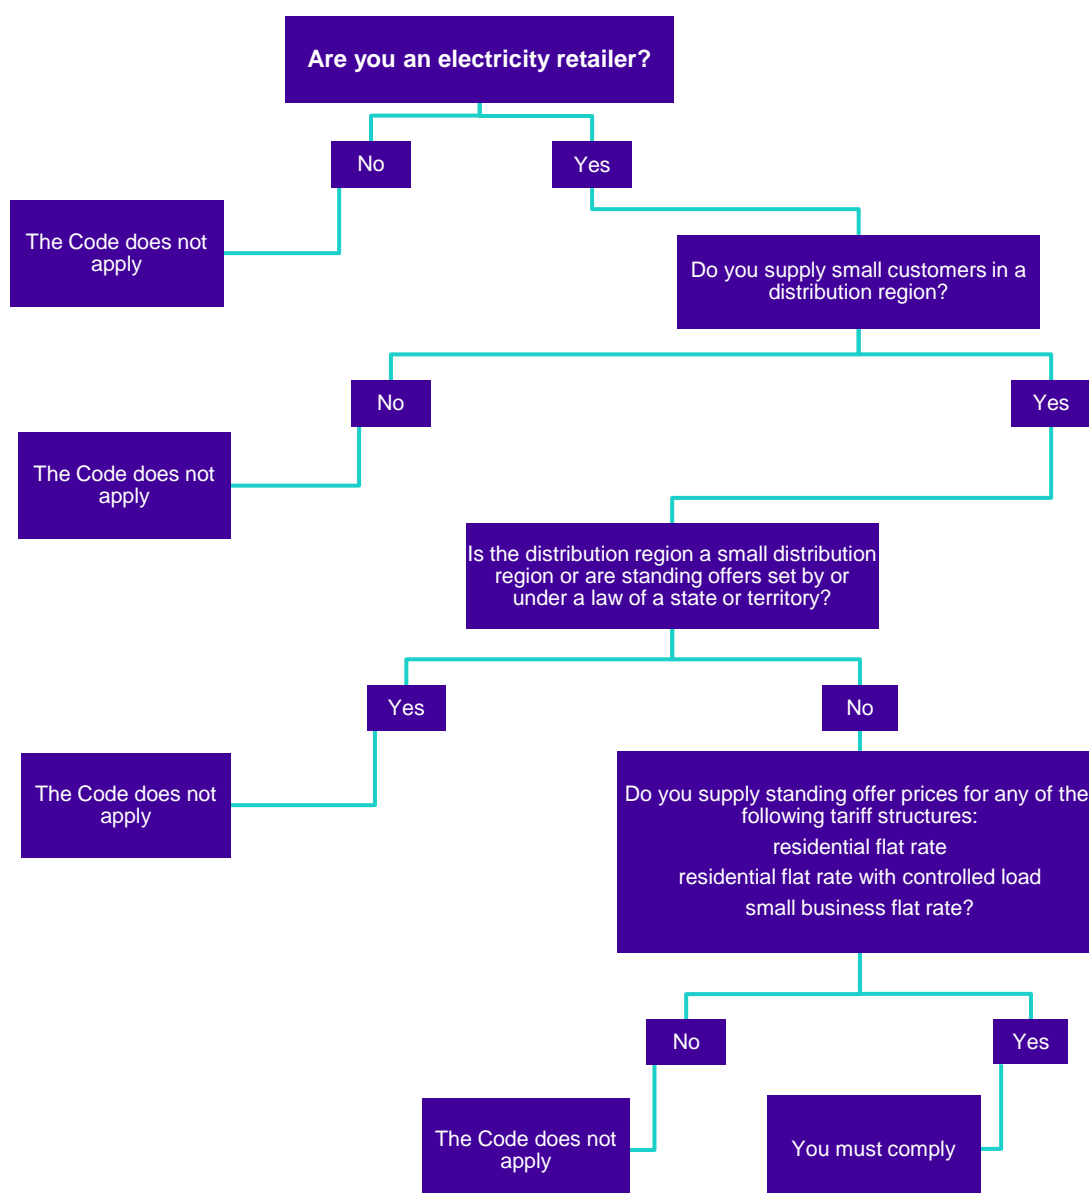 Are you an electricity retailer?
No
Yes
The Code does not
apply
Do you supply small customers in a
distribution region?
No
Yes
The Code does not
apply
Is the distribution region a small distribution
region or are standing offers set by or
under a law of a state or territory?
Yes
No
The Code does not
apply
Do you supply standing offer prices for any of the
following tariff structures:
residential flat rate
residential flat rate with controlled load
small business flat rate?
No
Yes
The Code does not
apply
You must comply